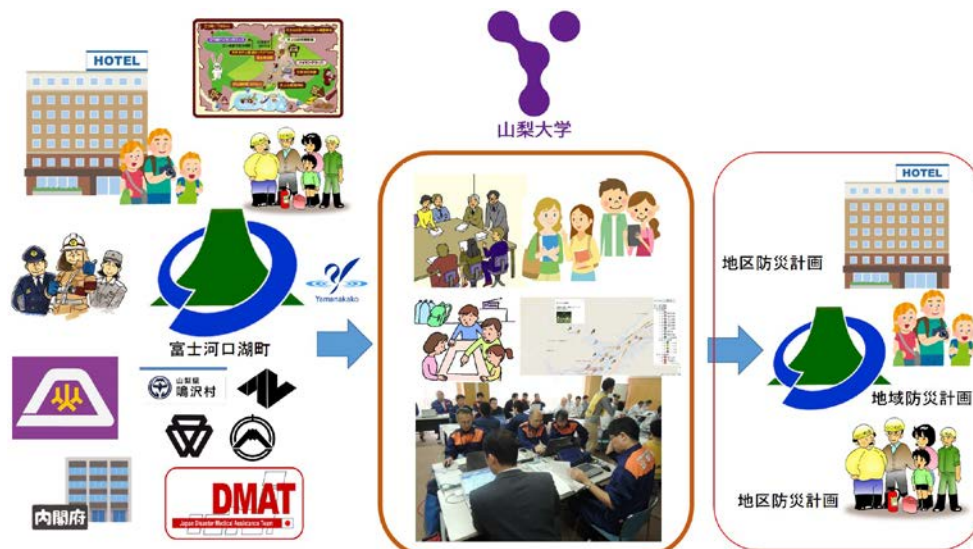 HOTEL
山梨大学
Yamanakako
富士河口湖町
山梨県
鳴沢村
内閣府
DMAT
Japan Disaster Medical Assistance Team
HOTEL
地区防災計画
地域防災計画
地区防災計画